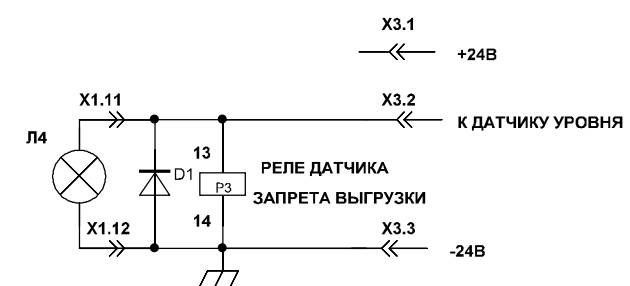 X3.1
+24В
X1.11
X3.2
К ДАТЧИКУ УРОВНЯ
Л4
13
D1
Р3
РЕЛЕ ДАТЧИКА
ЗАПРЕТА ВЫГРУЗКИ
14
X1.12
X3.3
-24В